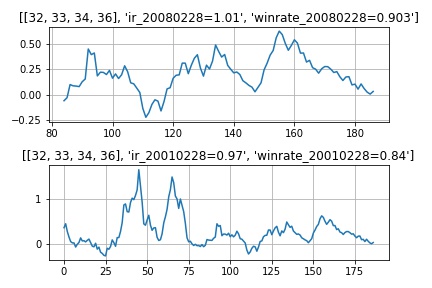 [[32, 33, 34, 36], 'ir_20080228=1.01', 'winrate_20080228=0.903']
0.50
0.25
0.00
−0.25
80 100 120 140 160 180
[[32, 33, 34, 36], 'ir_20010228=0.97', 'winrate_20010228=0.84']
1
0
0 25 50 75 100 125 150 175